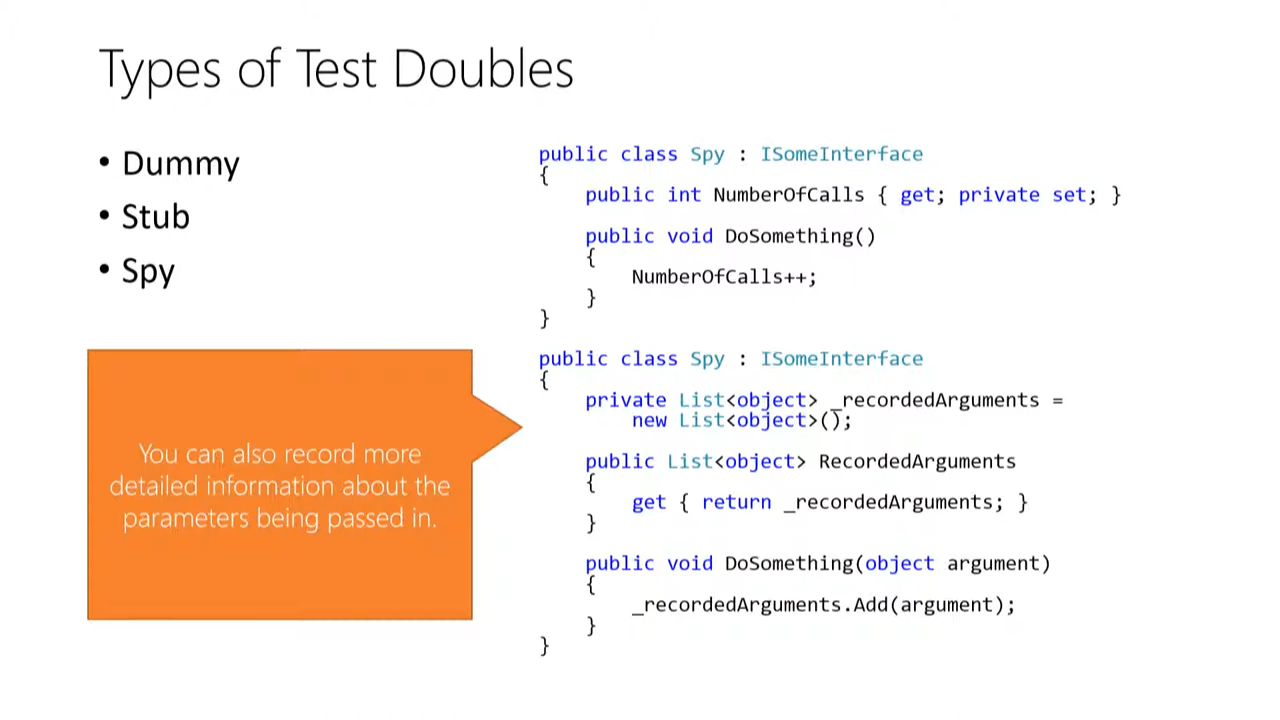 Types of Test Doubles
• Dummy
• Stub
• Spy
You can also record more
detailed information about the
parameters being passed in.
public class Spy : ISomeInterface
{
    public int NumberOfCalls { get; private set; }
    public void DoSomething()
    {
        NumberOfCalls++;
    }
}
public class Spy : ISomeInterface
{
    private List<object> _recordedArguments =
        new List<object>();
    public List<object> RecordedArguments
    {
        get { return _recordedArguments; }
    }
    public void DoSomething(object argument)
    {
        _recordedArguments.Add(argument);
    }
}